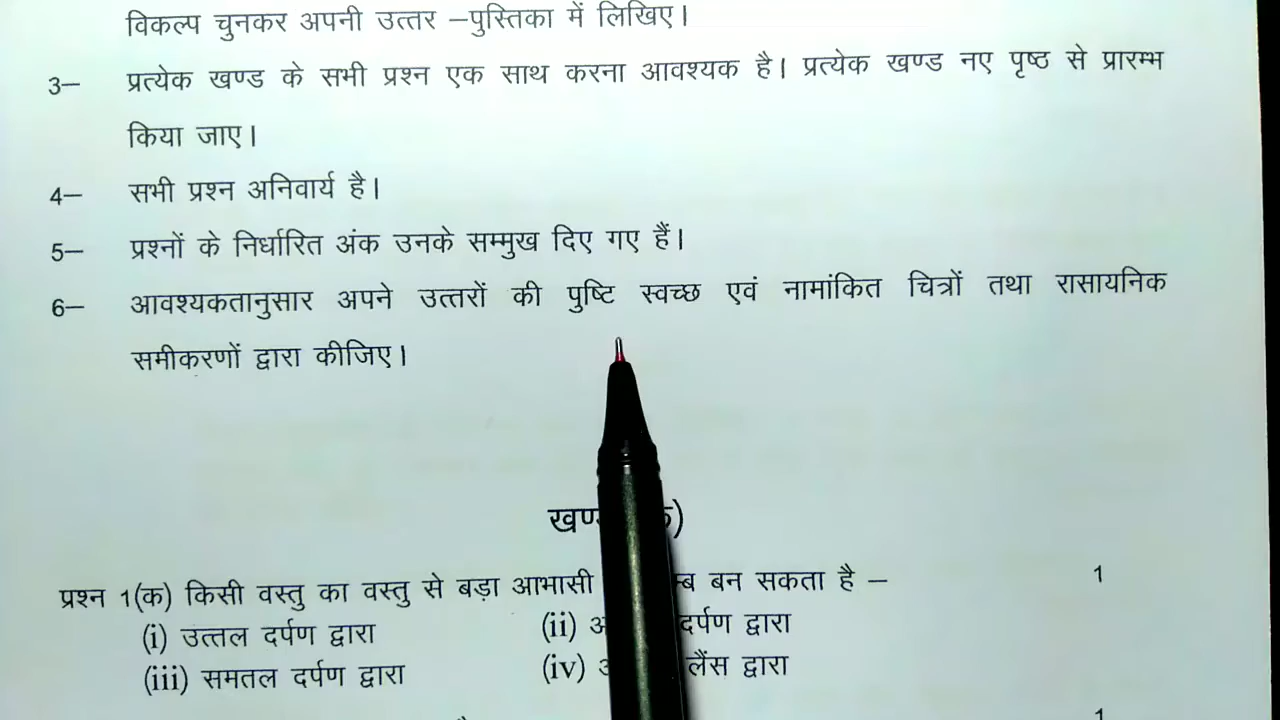 विकल्प चुनकर अपनी उत्तर –पुस्तिका में लिखिए।
3– प्रत्येक खण्ड के सभी प्रश्न एक साथ करना आवश्यक है। प्रत्येक खण्ड नए पृष्ठ से प्रारम्भ
किया जाए।
4– सभी प्रश्न अनिवार्य है।
5– प्रश्नों के निर्धारित अंक उनके सम्मुख दिए गए हैं।
6– आवश्यकतानुसार अपने उत्तरों की पुष्टि स्वच्छ एवं नामांकित चित्रों तथा रासायनिक
समीकरणों द्वारा कीजिए।
प्रश्न 1(क) किसी वस्तु का वस्तु से बड़ा आभासी बन सकता है – 1
(i) उत्तल दर्पण द्वारा (ii) दर्पण द्वारा
(iii) समतल दर्पण द्वारा (iv) लैंस द्वारा